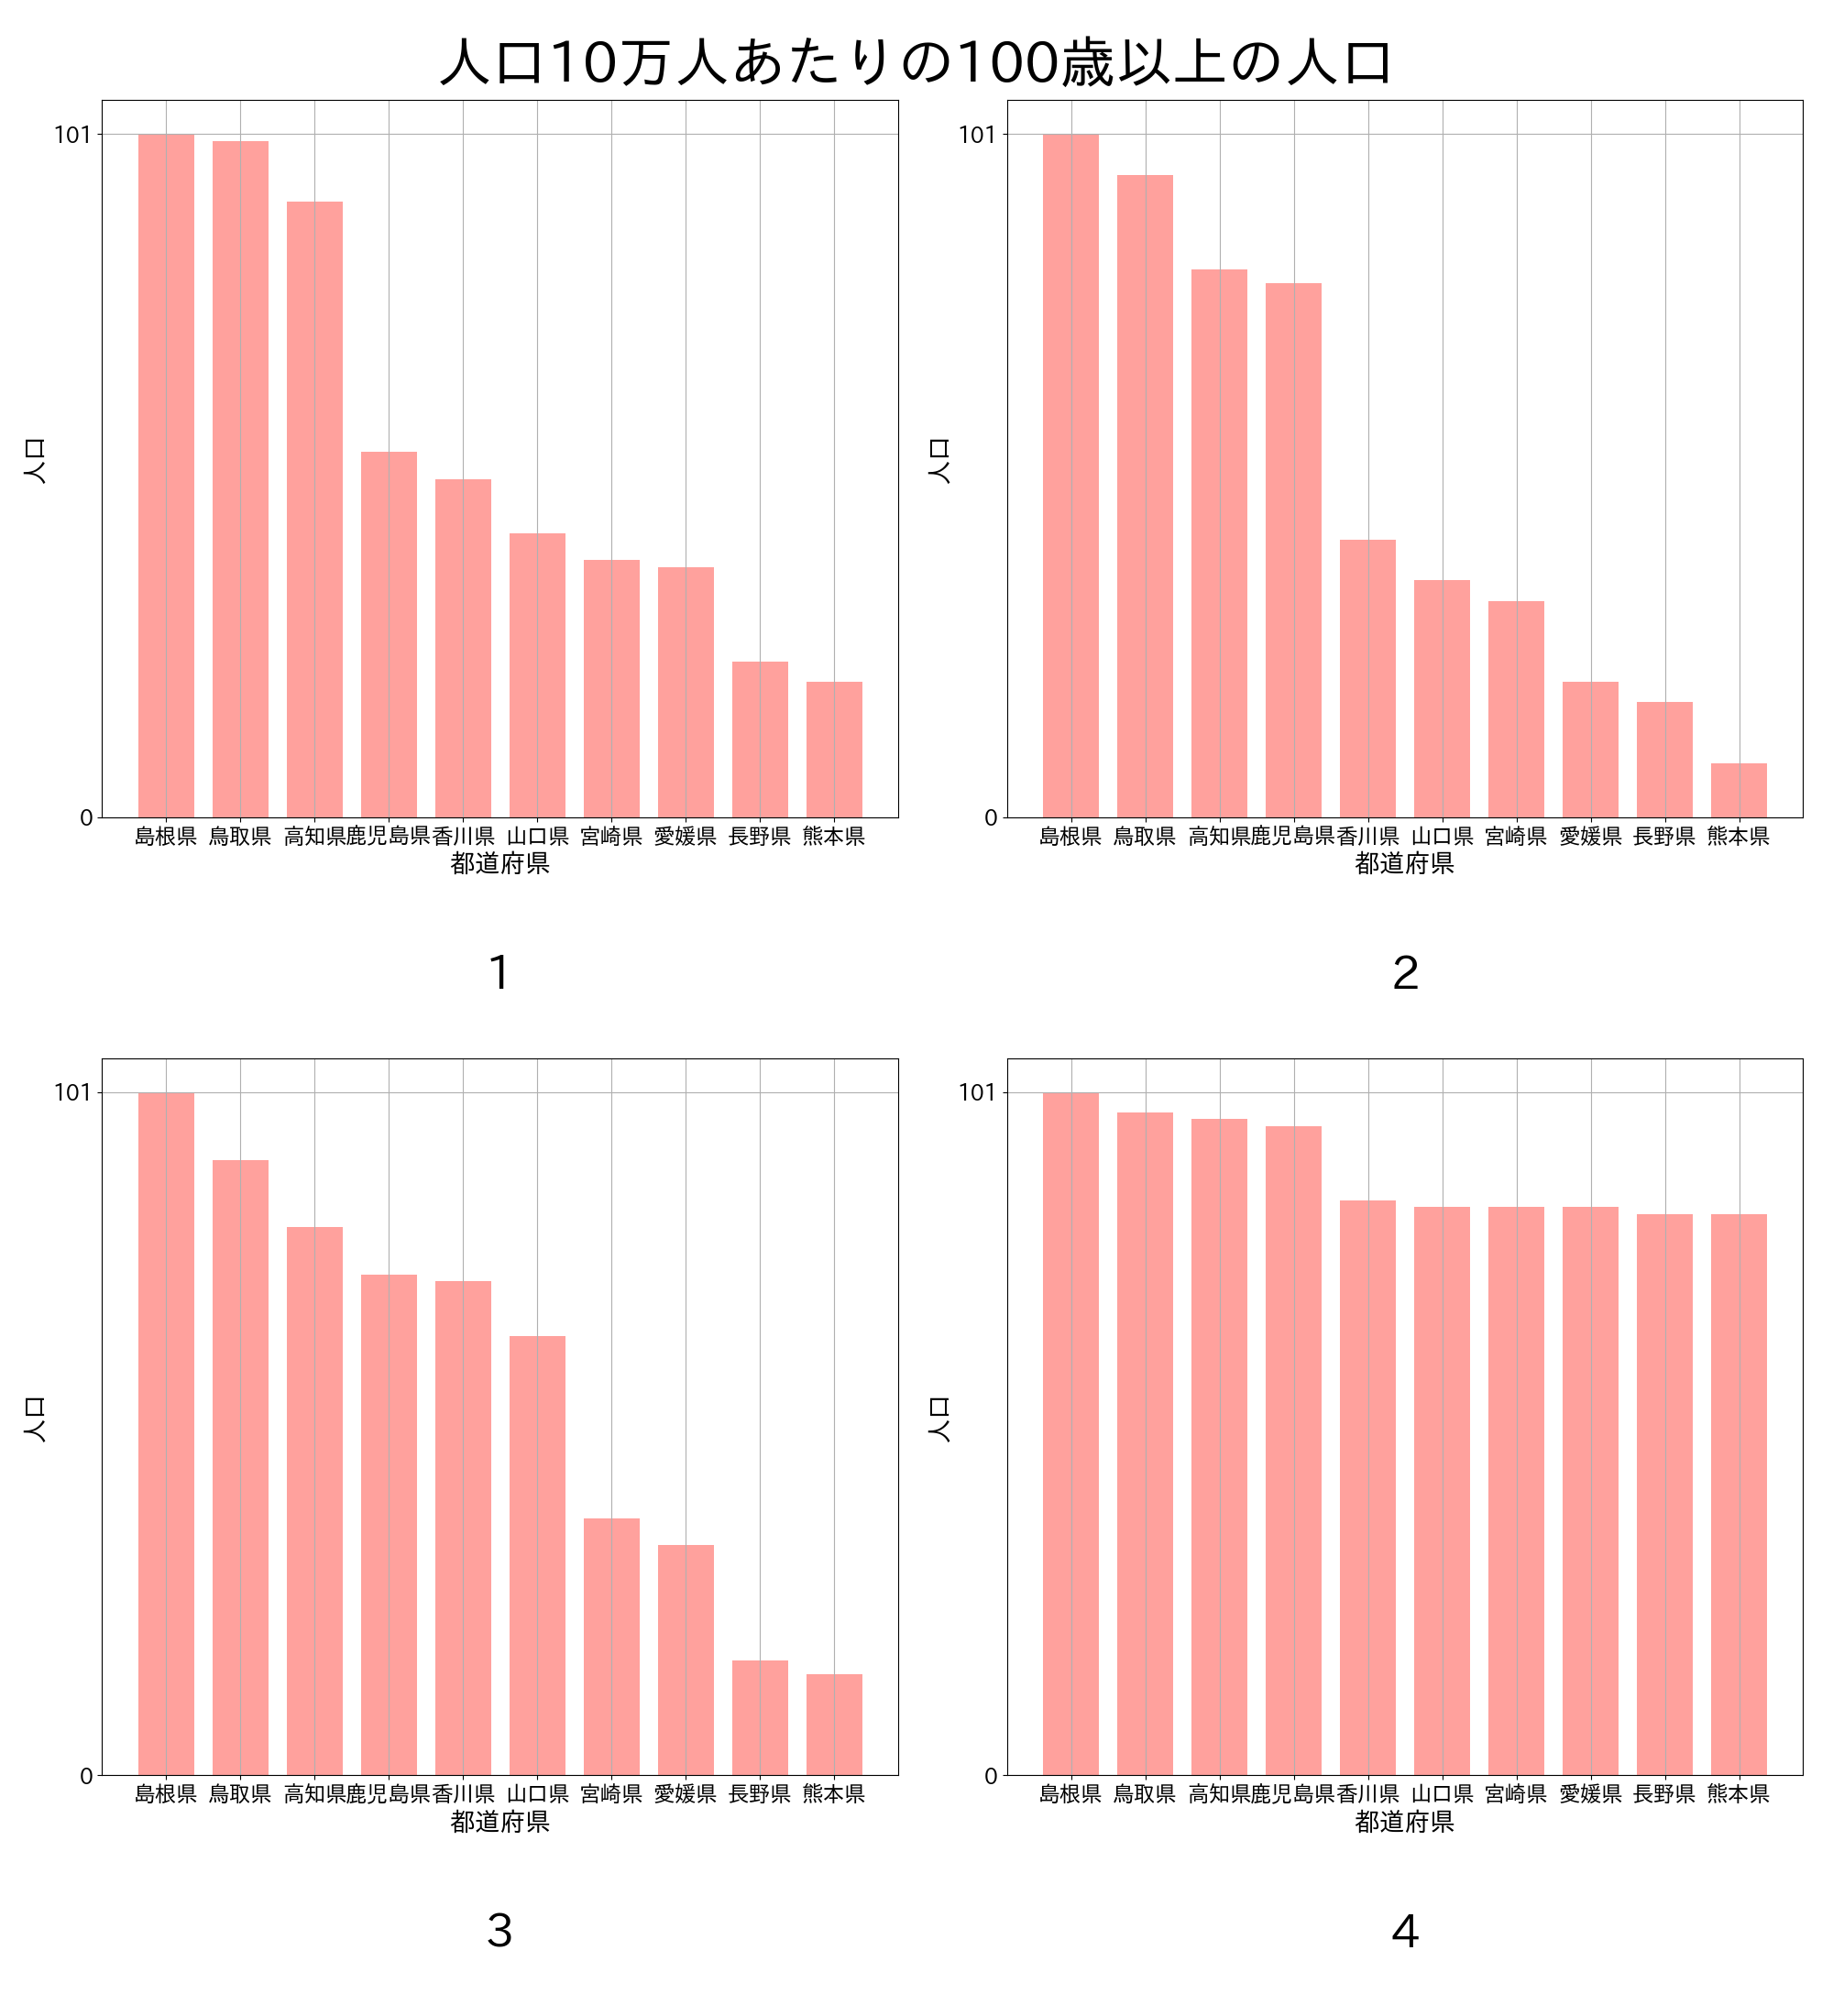 人口10万人あたりの100歳以上の人口
101
0
人口
島根県 鳥取県 高知県 鹿児島県 香川県 山口県 宮崎県 愛媛県 長野県 熊本県
都道府県
1
101
0
人口
島根県 鳥取県 高知県 鹿児島県 香川県 山口県 宮崎県 愛媛県 長野県 熊本県
都道府県
2
101
0
人口
島根県 鳥取県 高知県 鹿児島県 香川県 山口県 宮崎県 愛媛県 長野県 熊本県
都道府県
3
101
0
人口
島根県 鳥取県 高知県 鹿児島県 香川県 山口県 宮崎県 愛媛県 長野県 熊本県
都道府県
4